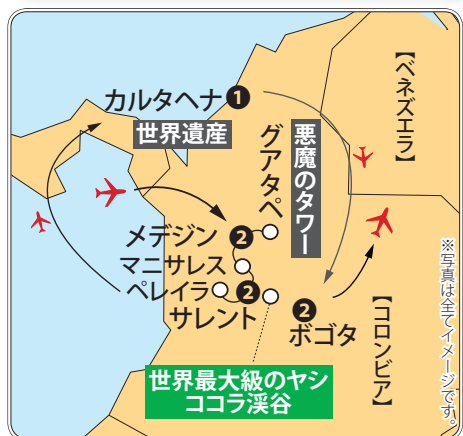 カルタヘナ❶
世界遺産
【ベネズエラ】
グアタペ
悪魔のタワー
メデジン❷
マニサレス
ペレイラ❷
サレント
❷
ボゴタ
【コロンビア】
世界最大級のヤシ
ココラ渓谷
※写真は全てイメージです。